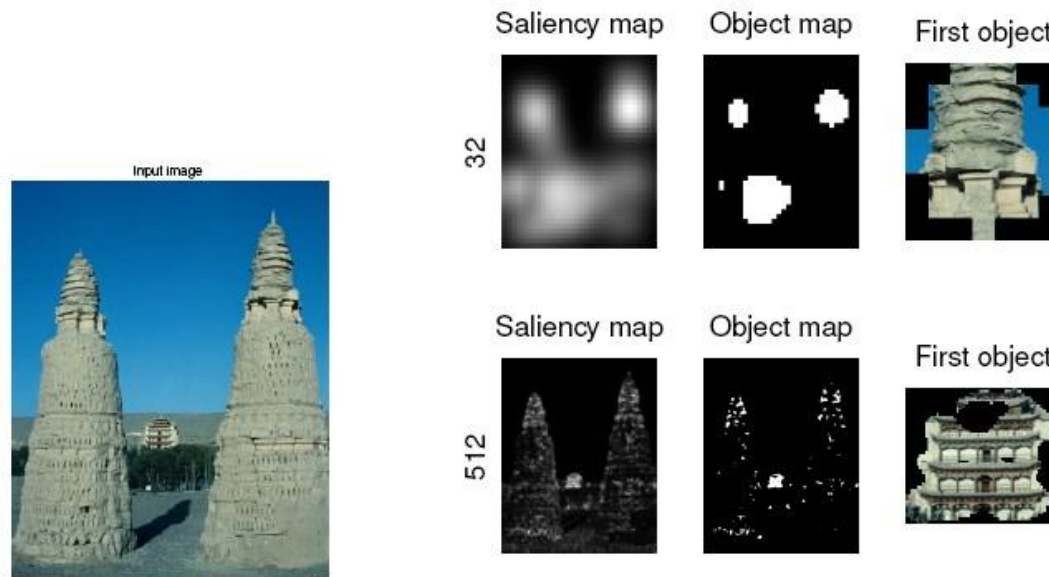 Input image
Saliency map
Object map
First object
32
Saliency map
Object map
First object
512